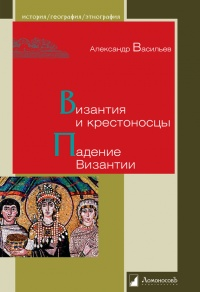 ИСТОРИЯ/ГЕОГРАФИЯ/ЭТНОГРАФИЯ
Александр Васильев
Византия
и крестоносцы
Падение
Византии
Ломоносовъ